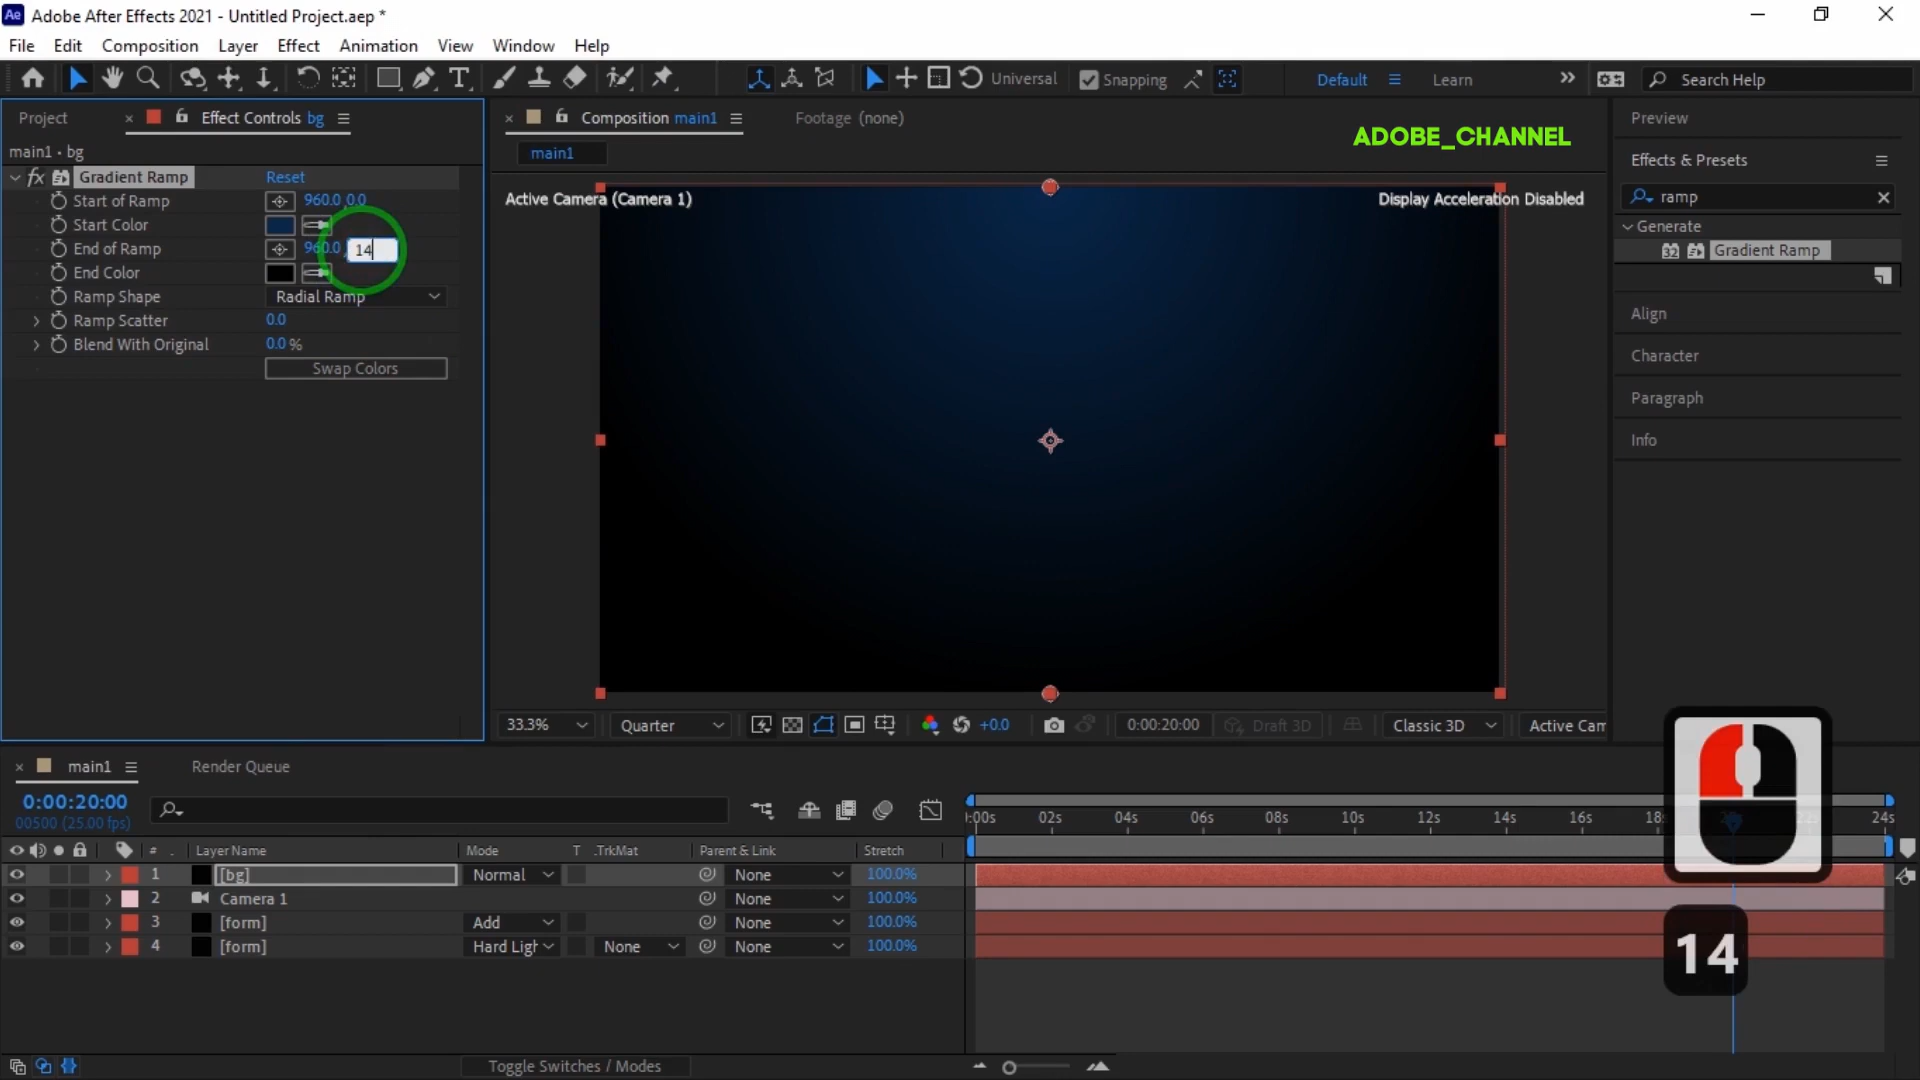 Ae Adobe After Effects 2021 - Untitled Project.aep *
File Edit Composition Layer Effect Animation View Window Help
Universal Snapping Default Learn Search Help
Project Effect Controls bg
main1 • bg
fx Gradient Ramp Reset
Start of Ramp 960.0, 0.0
Start Color
End of Ramp 960.0, 14
End Color
Ramp Shape Radial Ramp
Ramp Scatter 0.0
Blend With Original 0.0 %
Swap Colors
Composition main1 Footage (none)
main1
ADOBE_CHANNEL
Active Camera (Camera 1) Display Acceleration Disabled
33.3% Quarter +0.0 0:00:20:00 Draft 3D Classic 3D Active Cam
Preview
Effects & Presets
ramp
Generate
32 Gradient Ramp
Align
Character
Paragraph
Info
main1 Render Queue
0:00:20:00
00500 (25.00 fps)
:00s 02s 04s 06s 08s 10s 12s 14s 16s 18s 24s
# Layer Name Mode T .TrkMat Parent & Link Stretch
1 [bg] Normal None 100.0%
2 Camera 1 None 100.0%
3 [form] Add None 100.0%
4 [form] Hard Ligh None None 100.0%
Toggle Switches / Modes
14